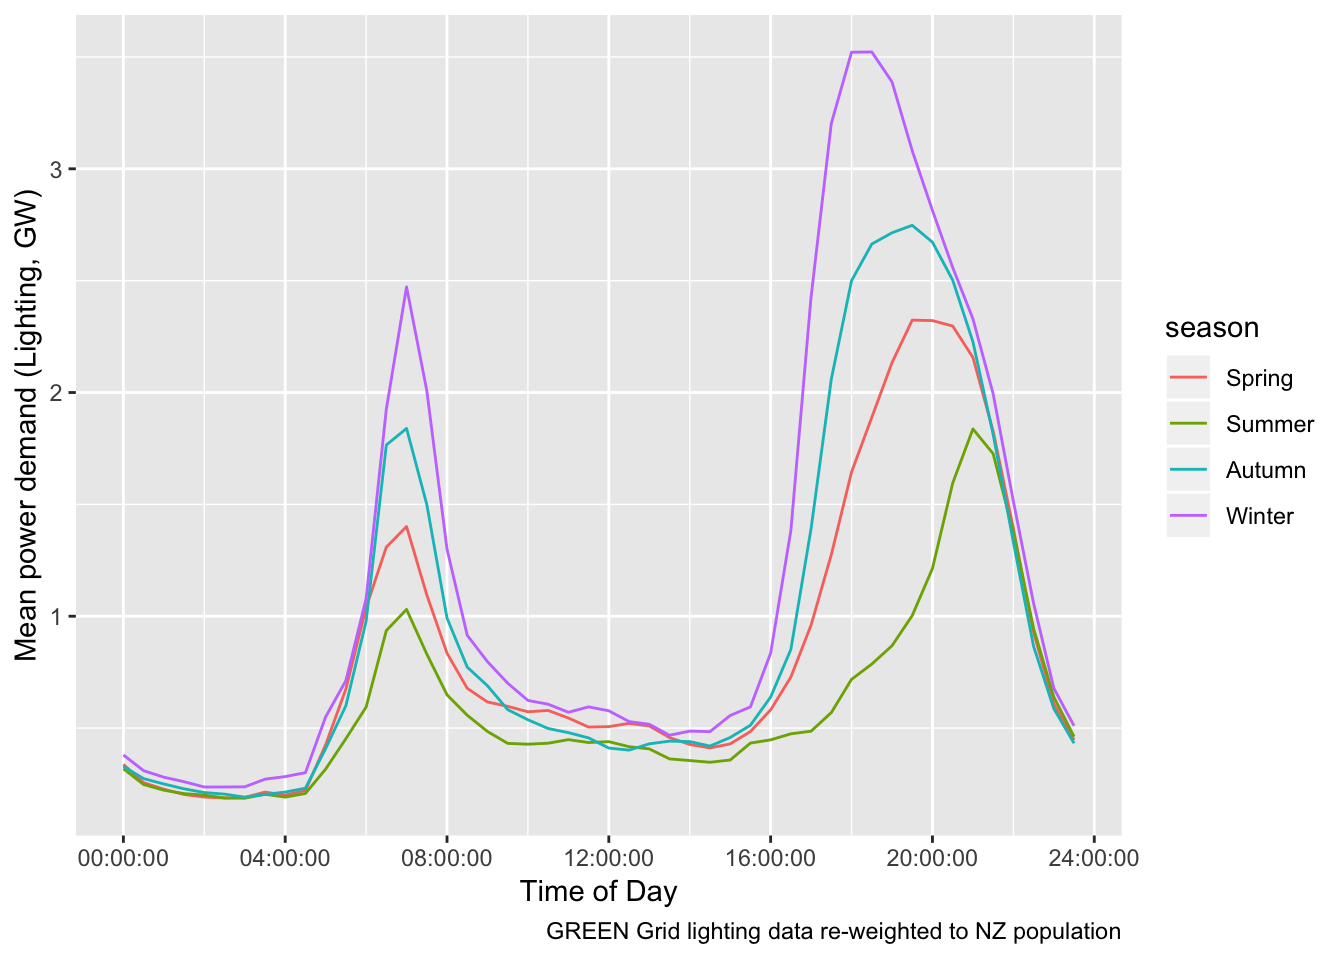 Mean power demand (Lighting, GW)
3
2
1
00:00:00 04:00:00 08:00:00 12:00:00 16:00:00 20:00:00 24:00:00
Time of Day
GREEN Grid lighting data re-weighted to NZ population
season
Spring
Summer
Autumn
Winter